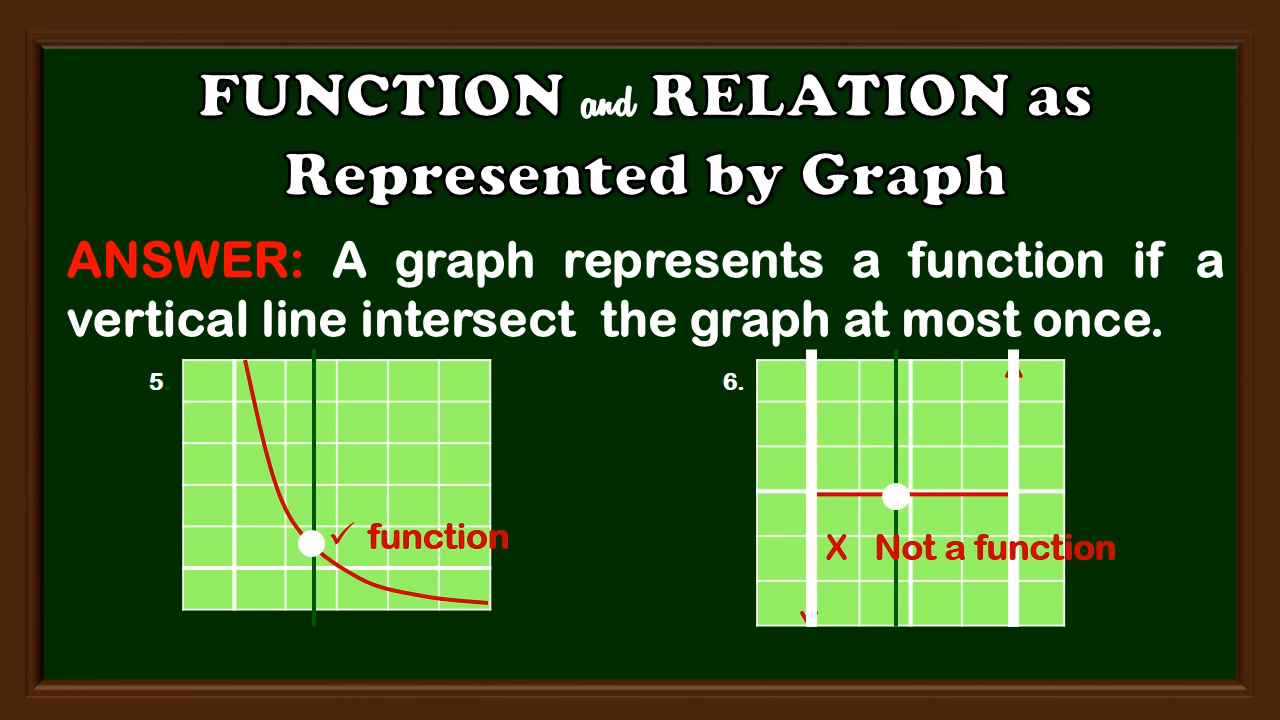 FUNCTION and RELATION as
Represented by Graph
ANSWER: A graph represents a function if a
vertical line intersect the graph at most once.
5
6.
✓ function
X Not a function